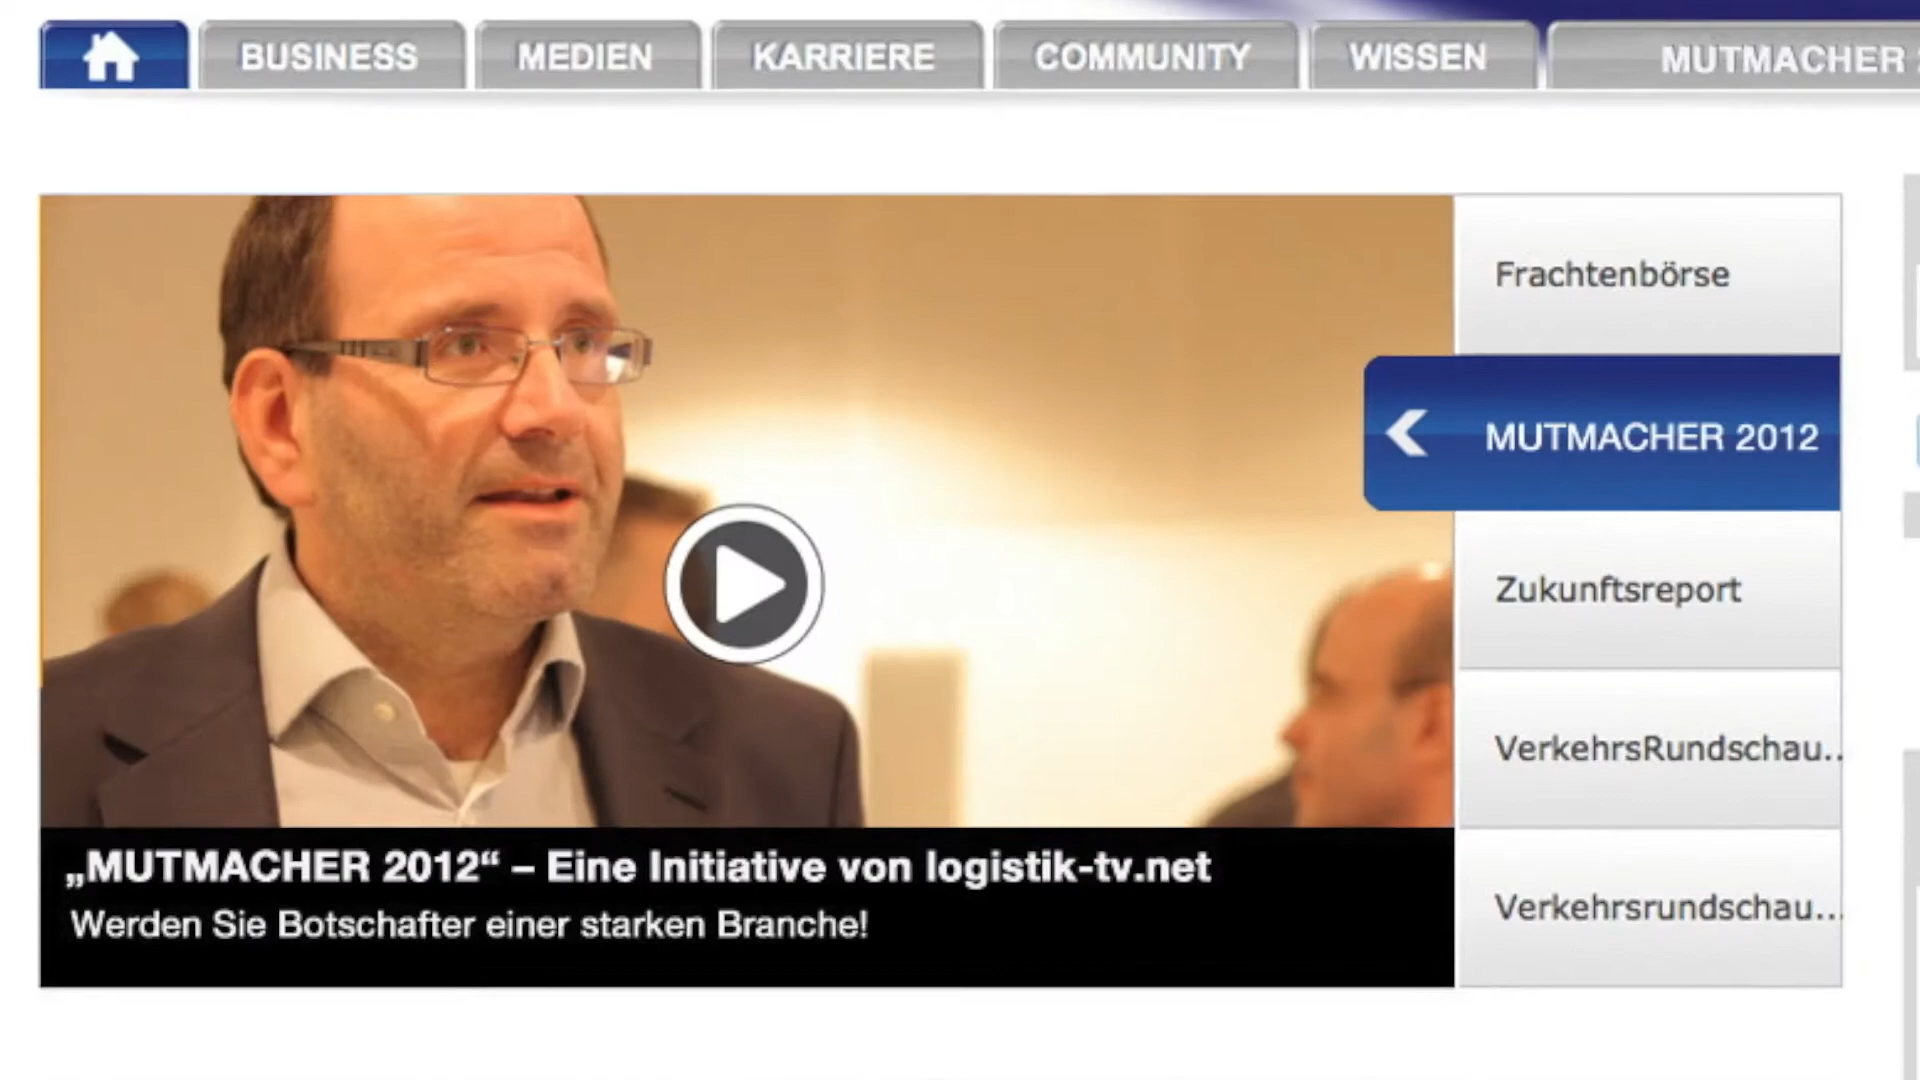 BUSINESS
MEDIEN
KARRIERE
COMMUNITY
WISSEN
MUTMACHER
Frachtenbörse
MUTMACHER 2012
Zukunftsreport
VerkehrsRundschau..
Verkehrsrundschau...
„MUTMACHER 2012“ – Eine Initiative von logistik-tv.net
Werden Sie Botschafter einer starken Branche!